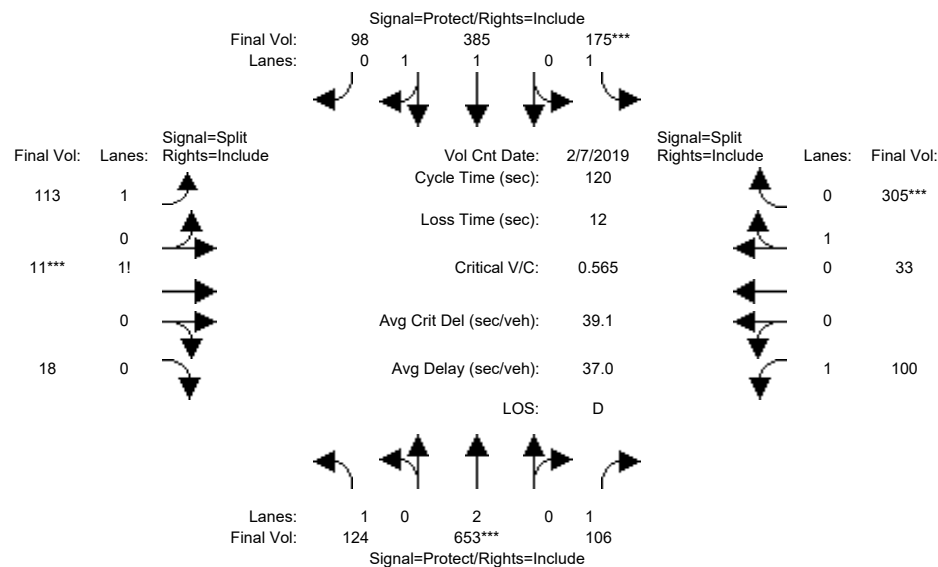 Signal=Protect/Rights=Include
Final Vol: 98 385 175***
Lanes: 0 1 1 0 1
Signal=Split
Final Vol: Lanes: Rights=Include
Vol Cnt Date: 2/7/2019
Signal=Split
Rights=Include Lanes: Final Vol:
Cycle Time (sec): 120
113 1
0 305***
Loss Time (sec): 12
0
1
11*** 1!
Critical V/C: 0.565
0 33
0
Avg Crit Del (sec/veh): 39.1
0
18 0
Avg Delay (sec/veh): 37.0
1 100
LOS: D
Lanes: 1 0 2 0 1
Final Vol: 124 653*** 106
Signal=Protect/Rights=Include